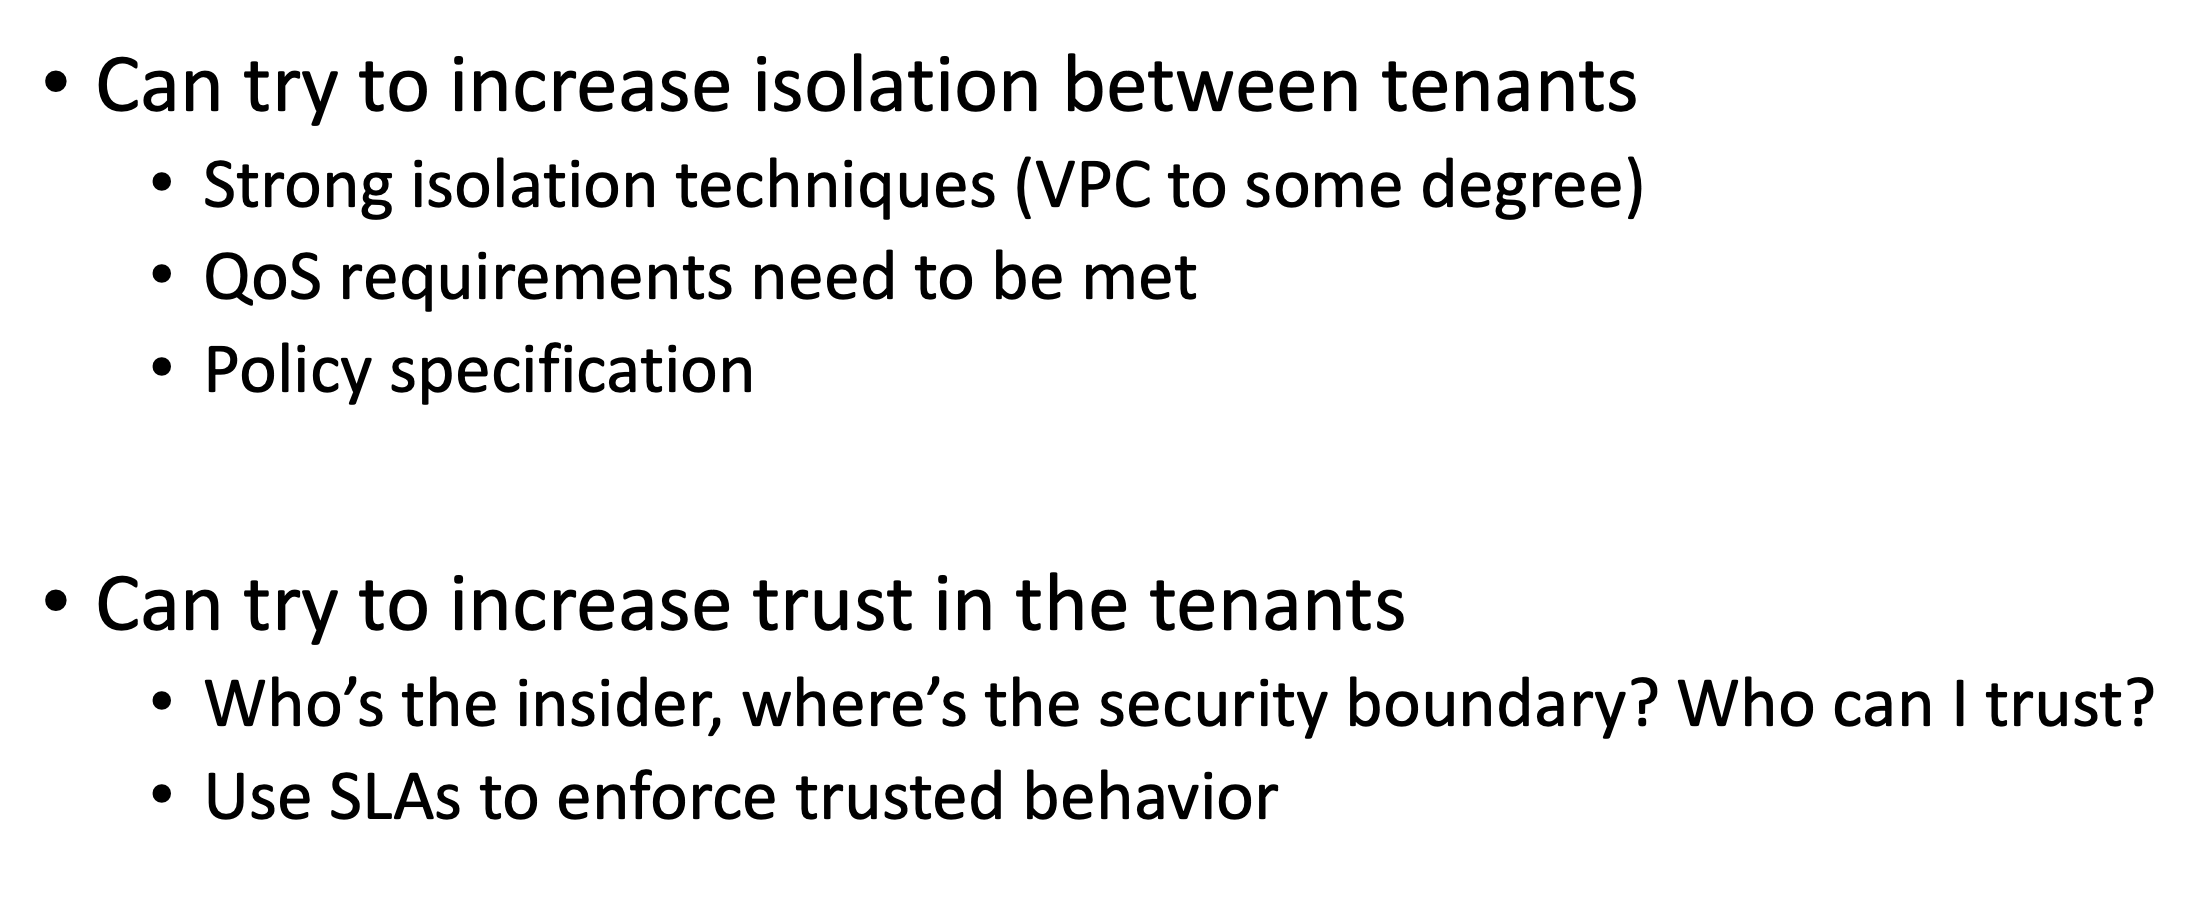 • Can try to increase isolation between tenants
• Strong isolation techniques (VPC to some degree)
• QoS requirements need to be met
• Policy specification
• Can try to increase trust in the tenants
• Who’s the insider, where’s the security boundary? Who can I trust?
• Use SLAs to enforce trusted behavior